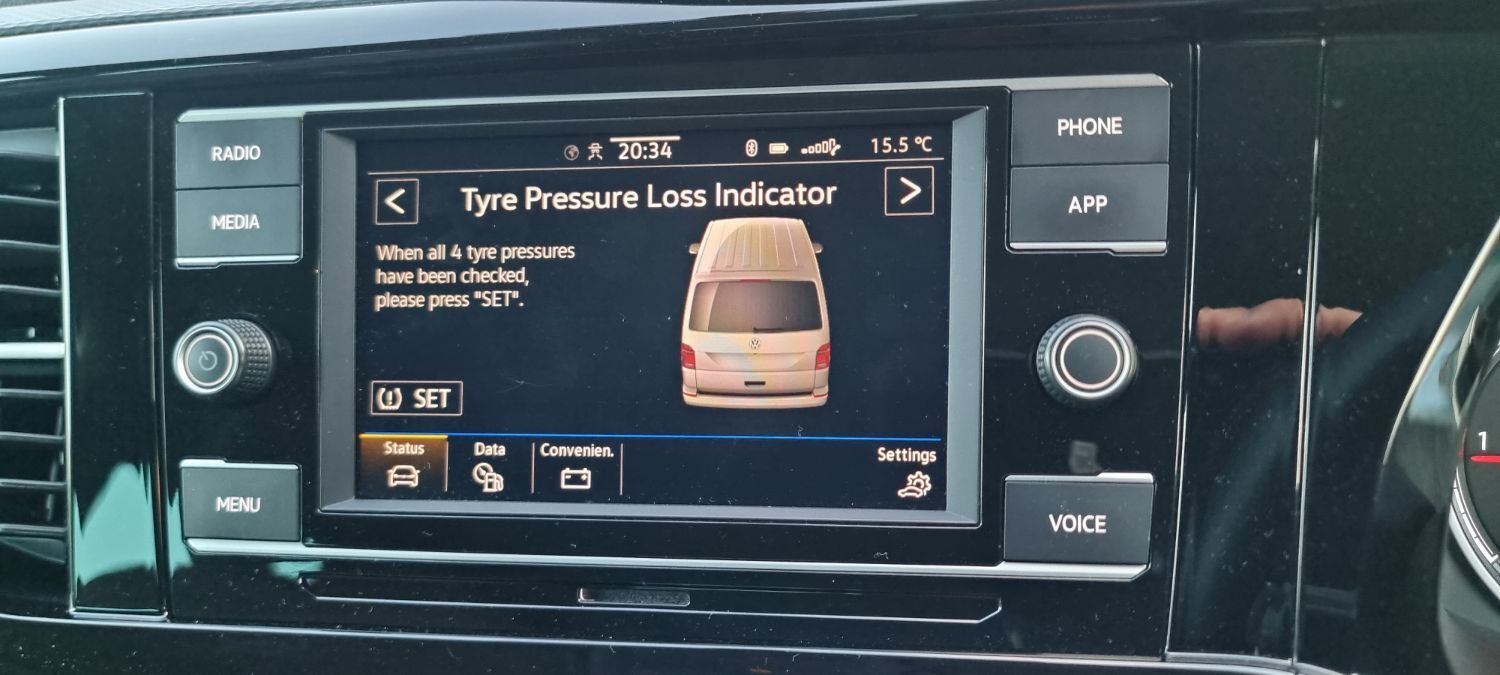 RADIO
MEDIA
MENU
PHONE
APP
VOICE
20:34
15.5 °C
<
Tyre Pressure Loss Indicator
>
When all 4 tyre pressures
have been checked,
please press "SET".
SET
Status
Data
Convenien.
Settings
1